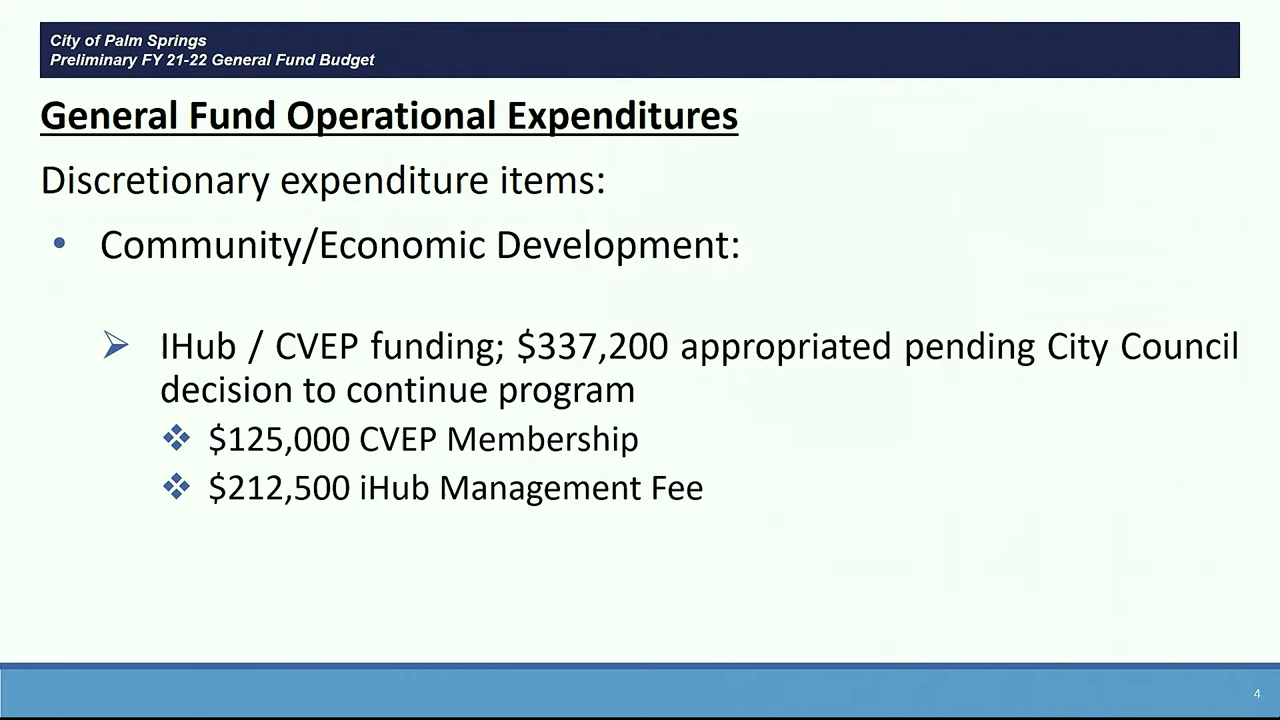 City of Palm Springs
Preliminary FY 21-22 General Fund Budget
General Fund Operational Expenditures
Discretionary expenditure items:
• Community/Economic Development:
➢ IHub / CVEP funding; $337,200 appropriated pending City Council
decision to continue program
❖ $125,000 CVEP Membership
❖ $212,500 iHub Management Fee
4